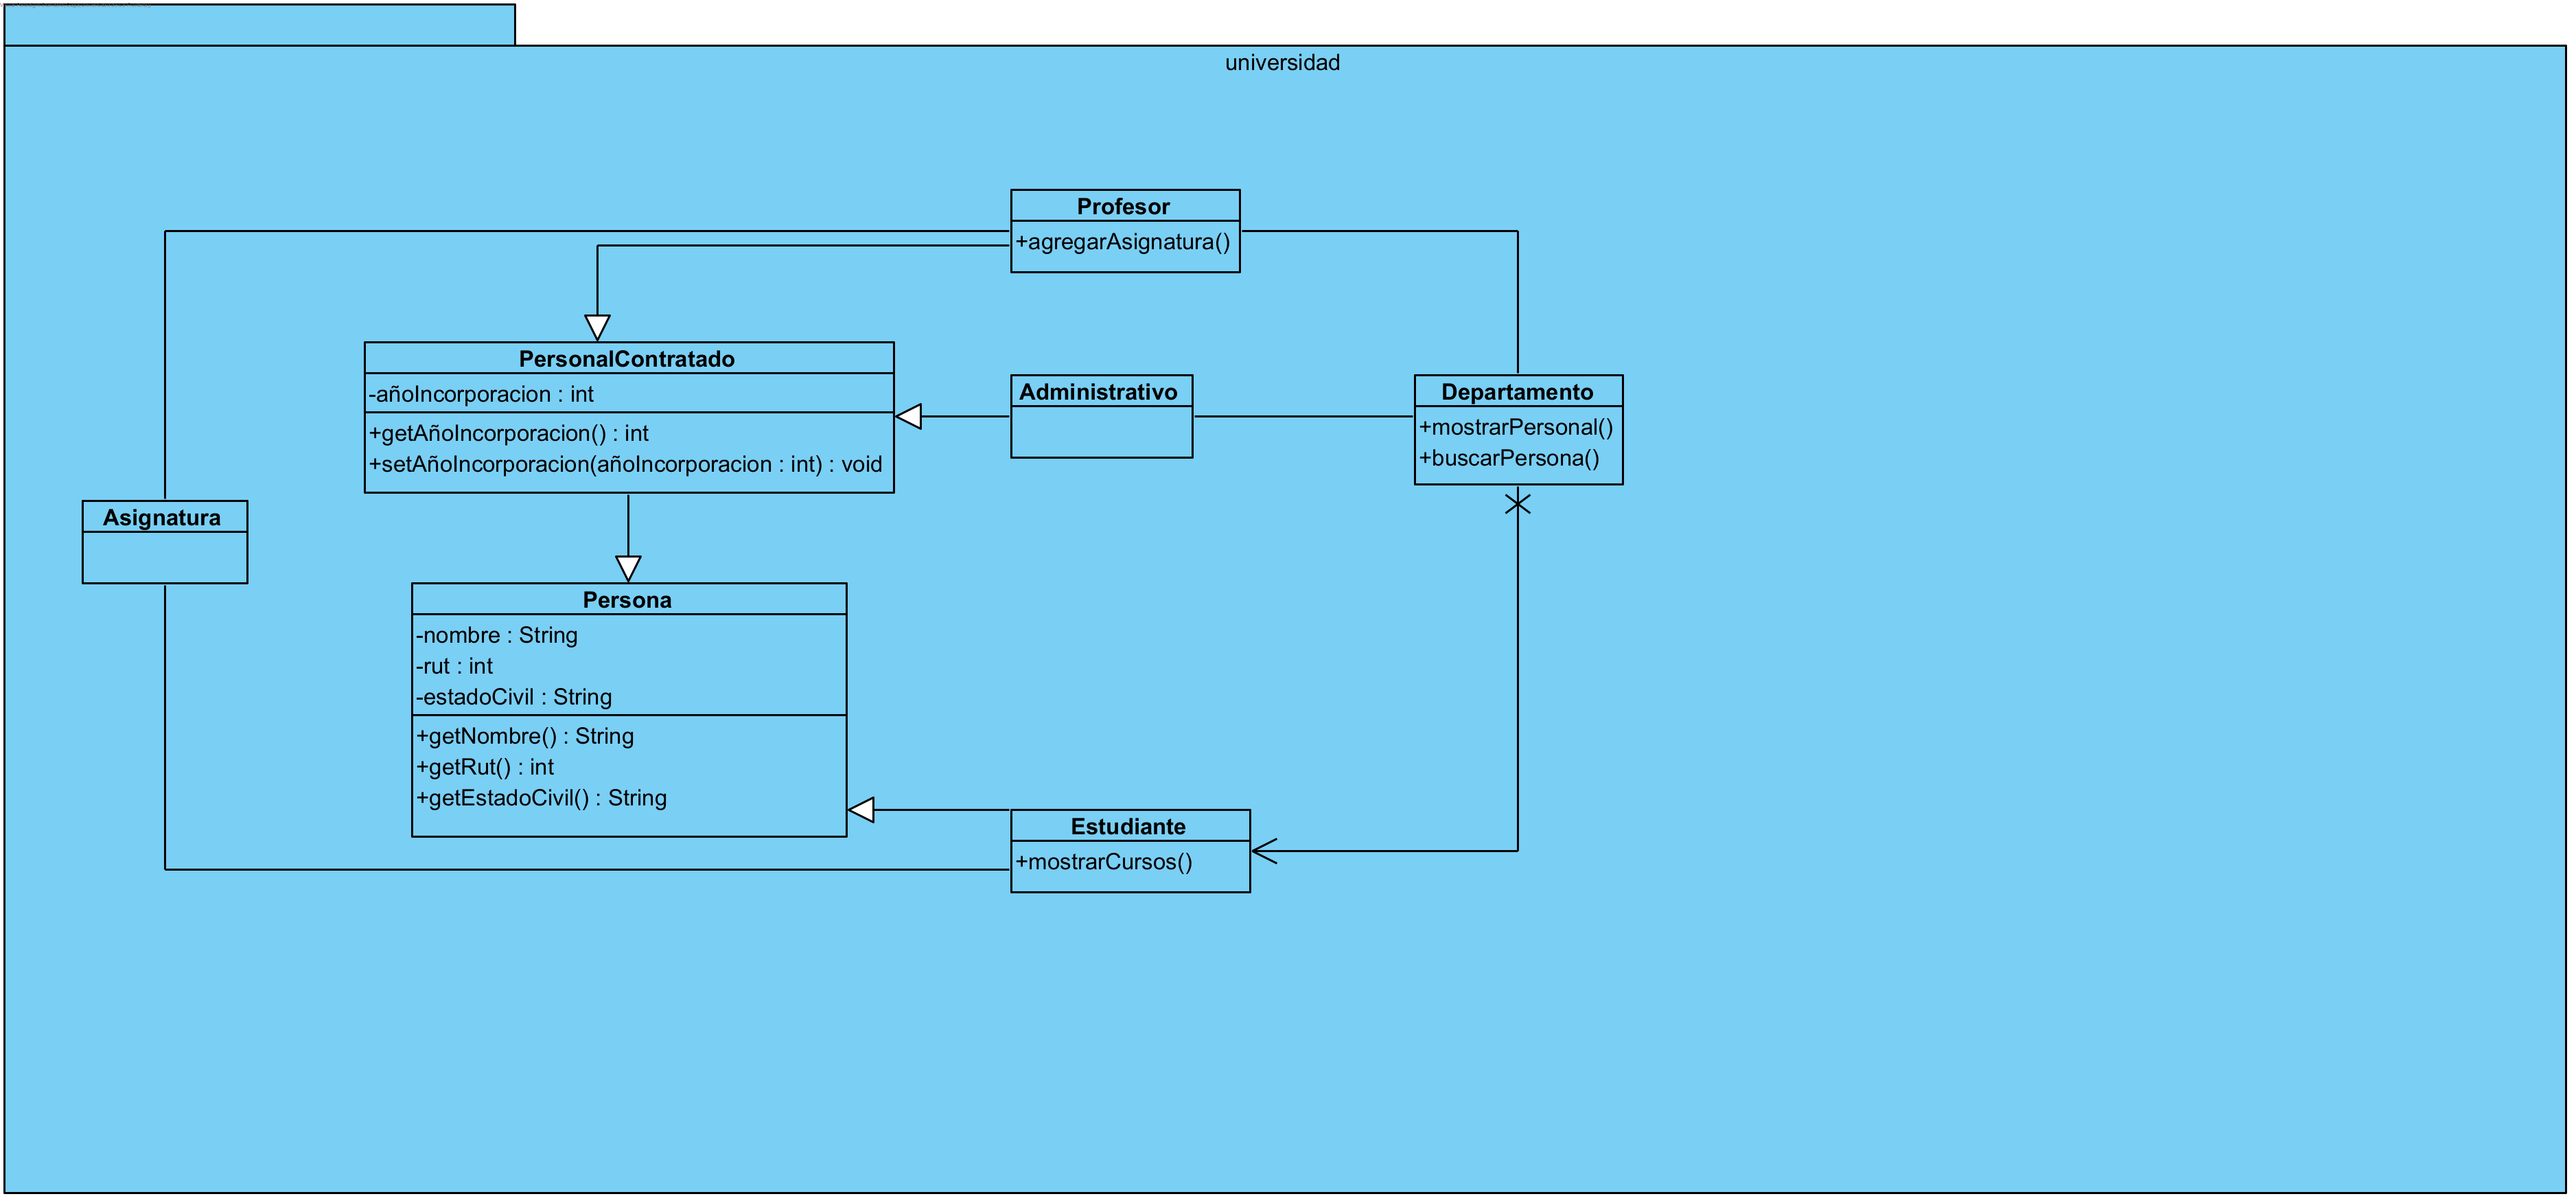 universidad
Profesor
+agregarAsignatura()
PersonalContratado
-añoIncorporacion : int
+getAñoIncorporacion() : int
+setAñoIncorporacion(añoIncorporacion : int) : void
Administrativo
Departamento
+mostrarPersonal()
+buscarPersona()
Asignatura
Persona
-nombre : String
-rut : int
-estadoCivil : String
+getNombre() : String
+getRut() : int
+getEstadoCivil() : String
Estudiante
+mostrarCursos()